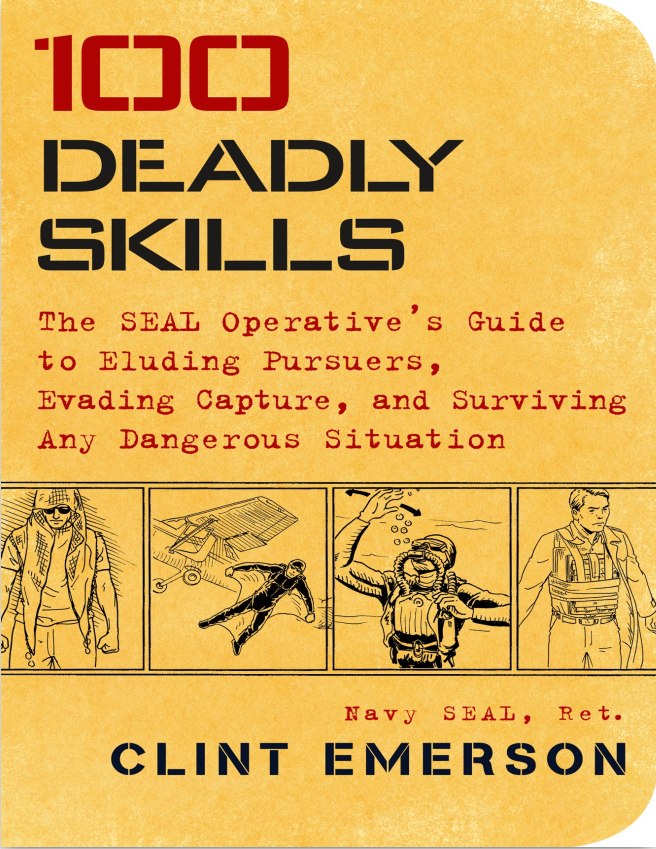 100
DEADLY
SKILLS
The SEAL Operative's Guide
to Eluding Pursuers,
Evading Capture, and Surviving
Any Dangerous Situation
Navy SEAL, Ret.
CLINT EMERSON